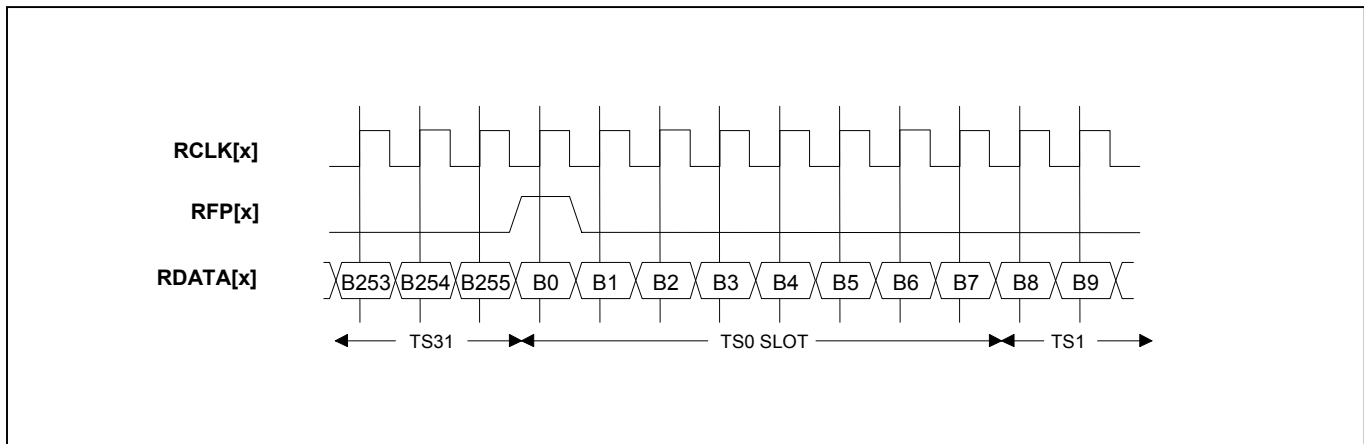 RCLK[x]
RFP[x]
RDATA[x]
B253 B254 B255 B0 B1 B2 B3 B4 B5 B6 B7 B8 B9
TS31 TS0 SLOT TS1